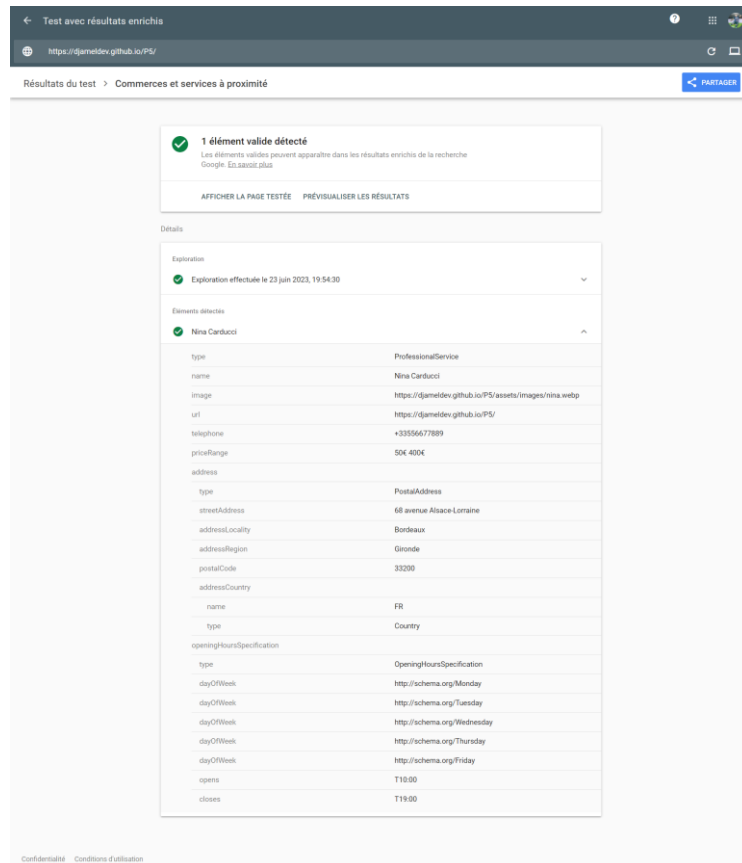 Test avec résultats enrichis
https://djameldev.github.io/P5/
Résultats du test > Commerces et services à proximité
PARTAGER
1 élément valide détecté
Les éléments valides peuvent apparaître dans les résultats enrichis de la recherche
Google. En savoir plus
AFFICHER LA PAGE TESTÉE PRÉVISUALISER LES RÉSULTATS
Détails
Exploration
Exploration effectuée le 23 juin 2023, 19:54:30
Éléments détectés
Nina Carducci
type ProfessionalService
name Nina Carducci
image https://djameldev.github.io/P5/assets/images/nina.webp
url https://djameldev.github.io/P5/
telephone +33556677889
priceRange 50€ 400€
address
type PostalAddress
streetAddress 68 avenue Alsace-Lorraine
addressLocality Bordeaux
addressRegion Gironde
postalCode 33200
addressCountry
name FR
type Country
openingHoursSpecification
type OpeningHoursSpecification
dayOfWeek http://schema.org/Monday
dayOfWeek http://schema.org/Tuesday
dayOfWeek http://schema.org/Wednesday
dayOfWeek http://schema.org/Thursday
dayOfWeek http://schema.org/Friday
opens T10:00
closes T19:00
Confidentialité Conditions d'utilisation